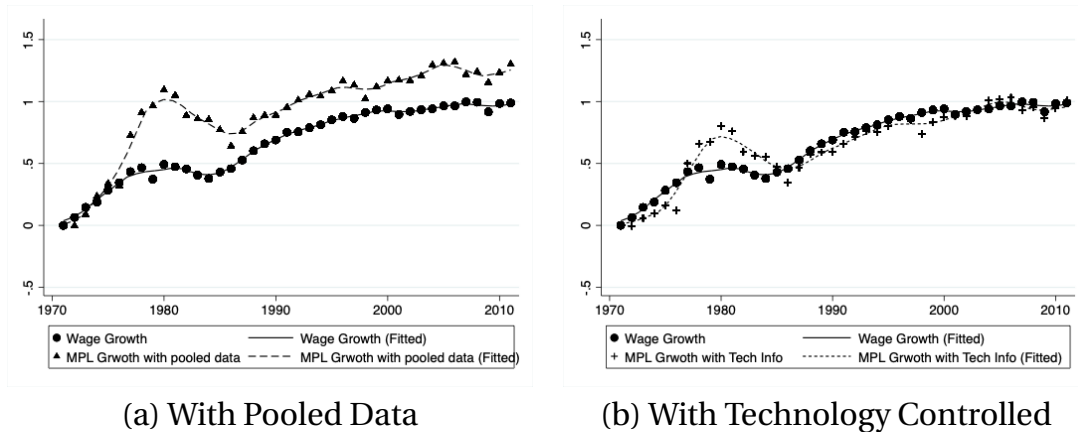 1.5
1
.5
0
-.5
1970 1980 1990 2000 2010
Wage Growth Wage Growth (Fitted)
MPL Grwoth with pooled data MPL Grwoth with pooled data (Fitted)
(a) With Pooled Data
1.5
1
.5
0
-.5
1970 1980 1990 2000 2010
Wage Growth Wage Growth (Fitted)
MPL Grwoth with Tech Info MPL Grwoth with Tech Info (Fitted)
(b) With Technology Controlled